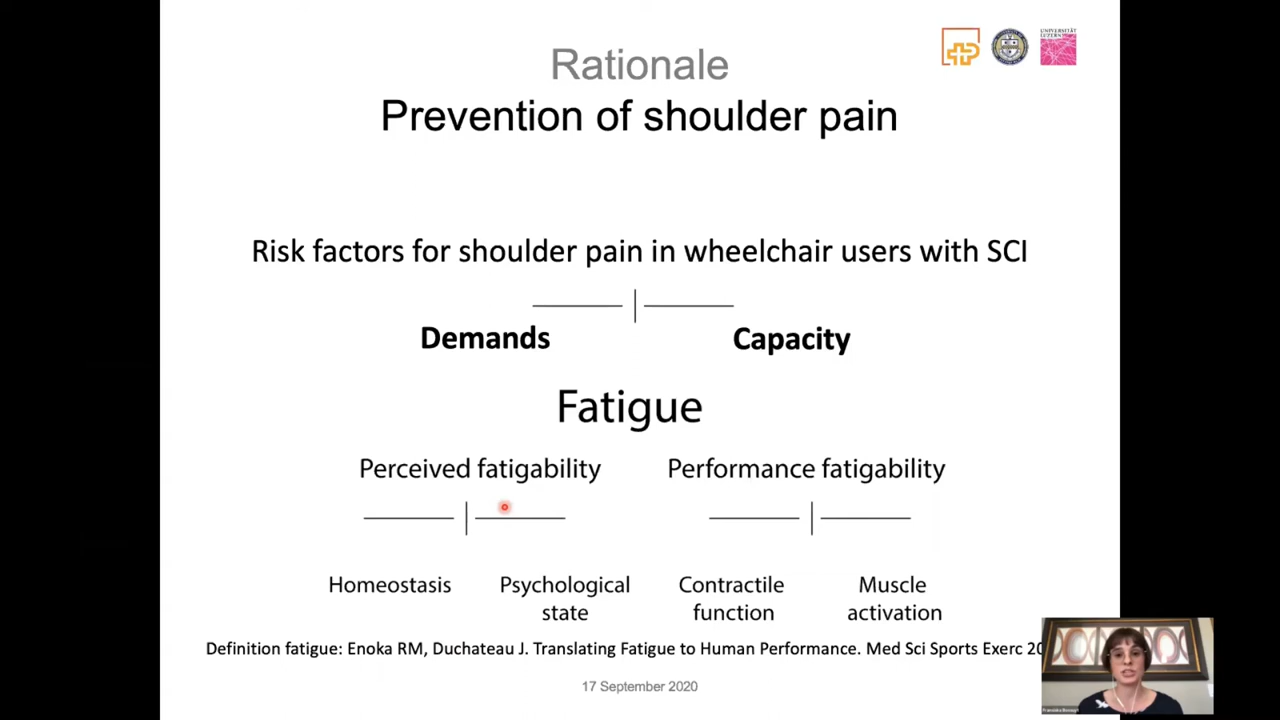 UNIVERSITÄT
LUZERN
Rationale
Prevention of shoulder pain
Risk factors for shoulder pain in wheelchair users with SCI
Demands Capacity
Fatigue
Perceived fatigability Performance fatigability
Homeostasis Psychological state Contractile function Muscle activation
Definition fatigue: Enoka RM, Duchateau J. Translating Fatigue to Human Performance. Med Sci Sports Exerc 20
17 September 2020